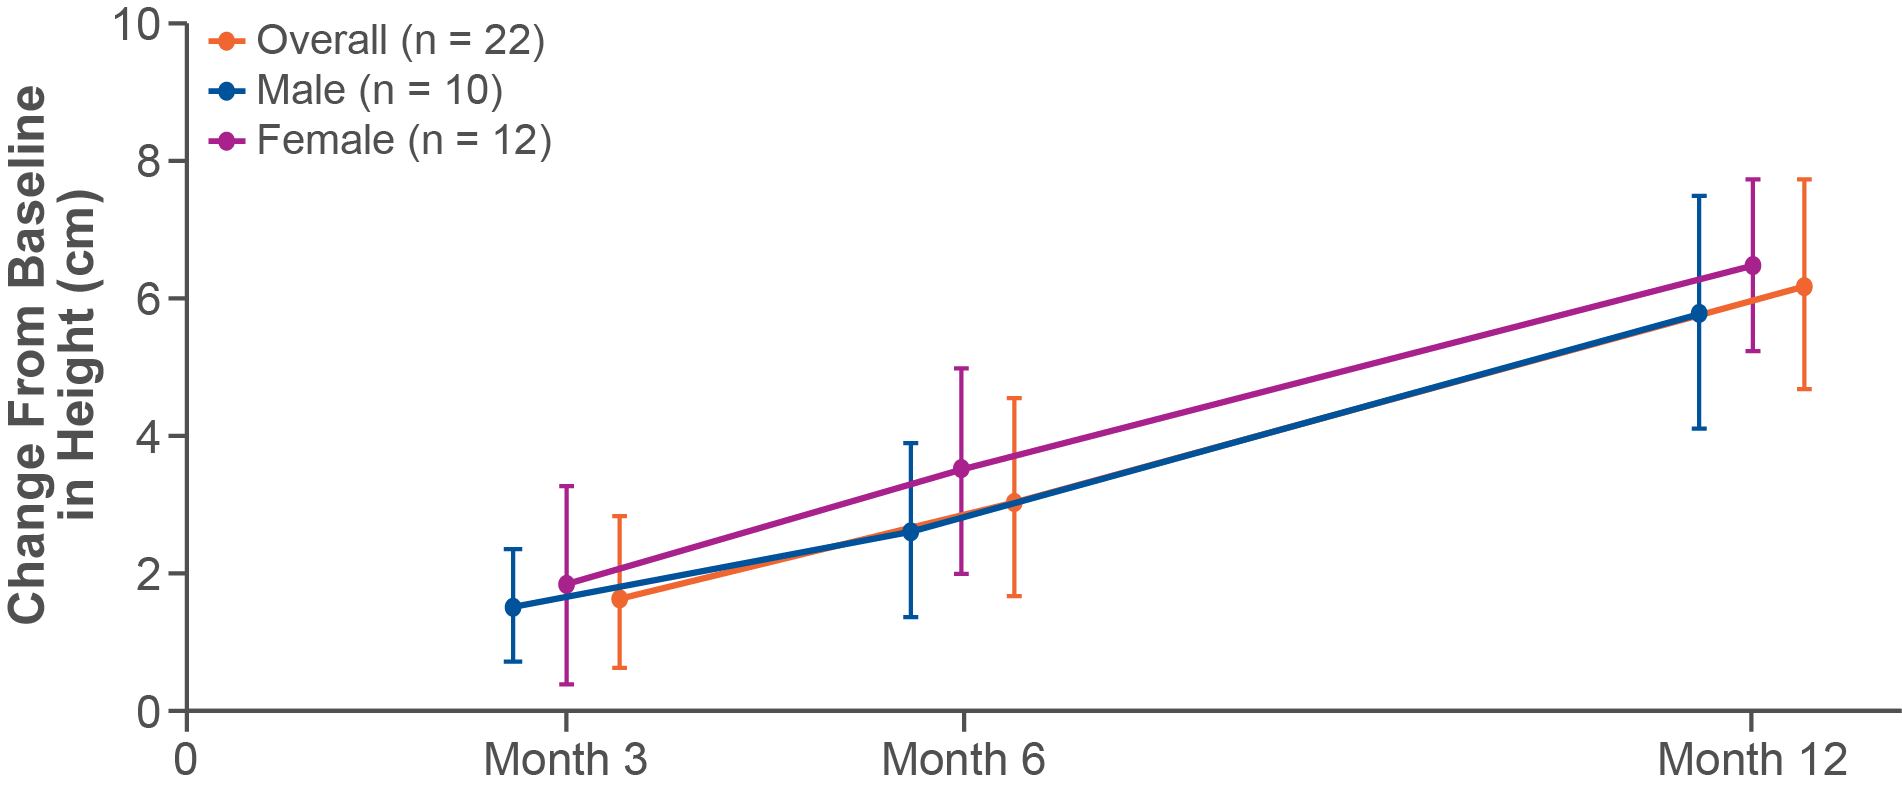 Change From Baseline
in Height (cm)
10
8
6
4
2
0
Overall (n = 22)
Male (n = 10)
Female (n = 12)
0
Month 3
Month 6
Month 12